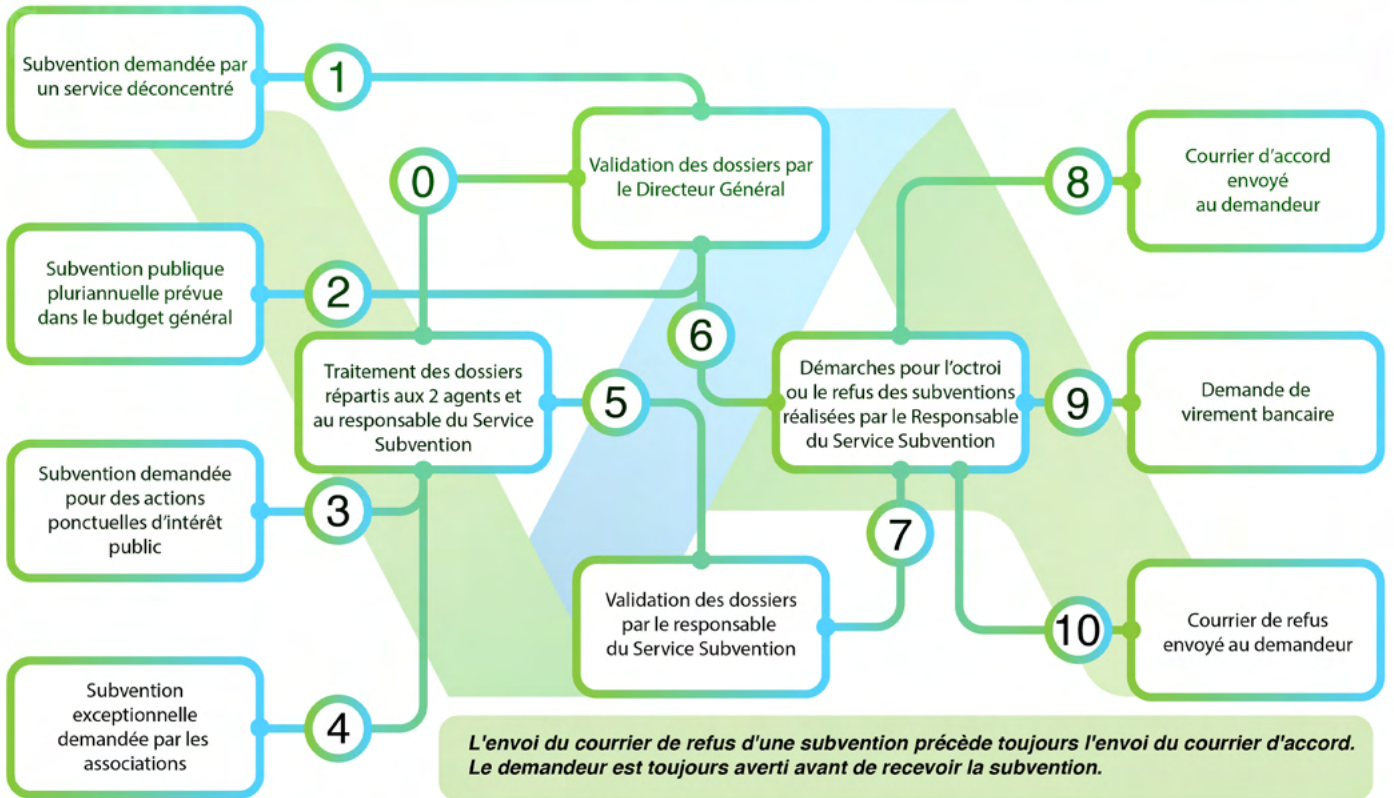 Subvention demandée par
un service déconcentré
1
Validation des dossiers par
le Directeur Général
0
8
Courrier d'accord
envoyé
au demandeur
Subvention publique
pluriannuelle prévue
dans le budget général
2
6
Traitement des dossiers
répartis aux 2 agents et
au responsable du Service
Subvention
5
Démarches pour l'octroi
ou le refus des subventions
réalisées par le Responsable
du Service Subvention
9
Demande de
virement bancaire
Subvention demandée
pour des actions
ponctuelles d'intérêt
public
3
7
Validation des dossiers
par le responsable
du Service Subvention
10
Courrier de refus
envoyé au demandeur
Subvention
exceptionnelle
demandée par les
associations
4
L'envoi du courrier de refus d'une subvention précède toujours l'envoi du courrier d'accord.
Le demandeur est toujours averti avant de recevoir la subvention.